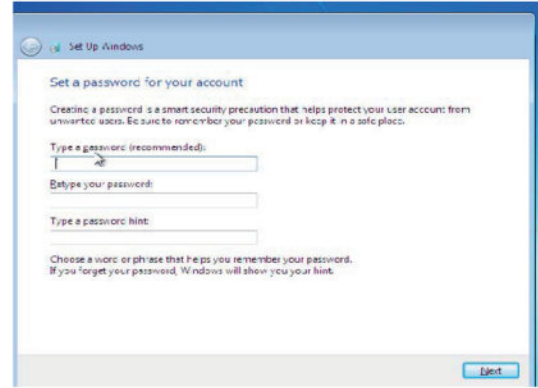 Set Up Windows
Set a password for your account
Creating a password is a smart security precaution that helps protect your user account from
unwanted users. Be sure to remember your password or keep it in a safe place.
Type a password (recommended):
Retype your password:
Type a password hint:
Choose a word or phrase that helps you remember your password.
If you forget your password, Windows will show you your hint.
Next